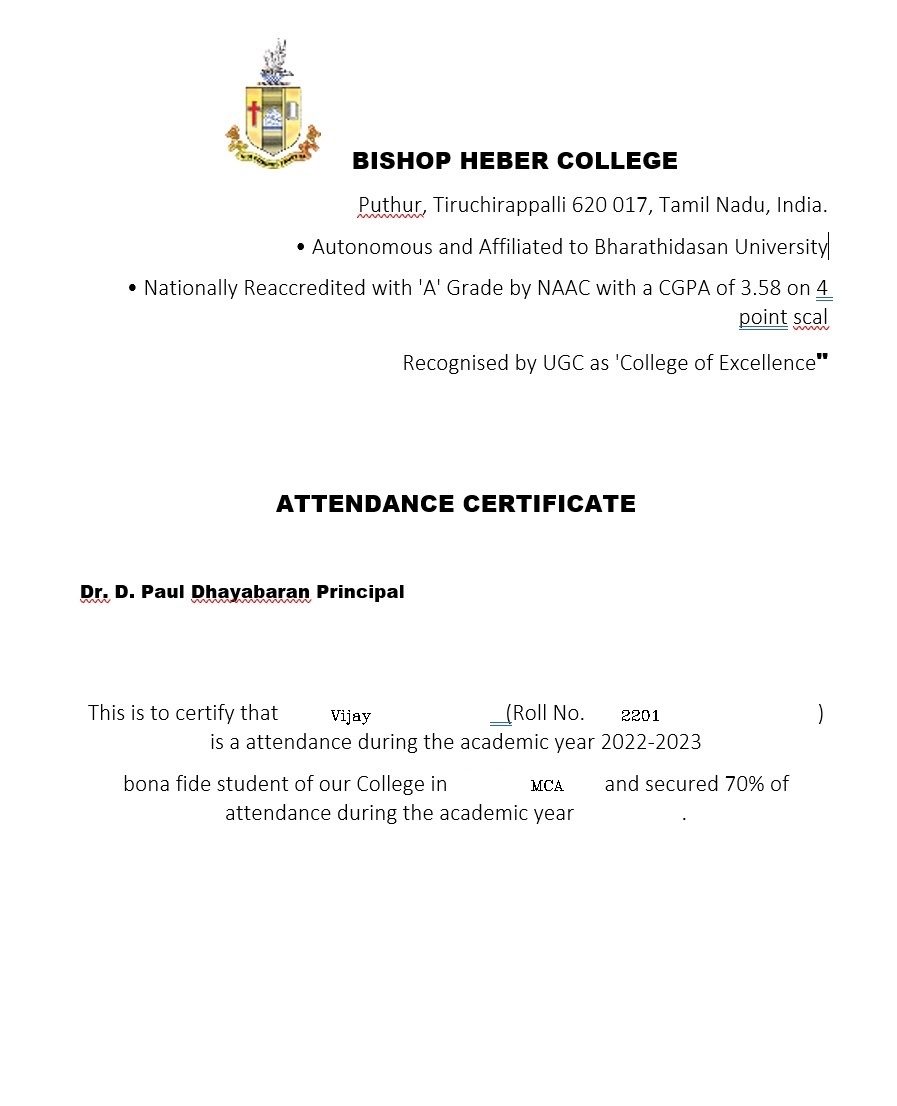 BISHOP HEBER COLLEGE
Puthur, Tiruchirappalli 620 017, Tamil Nadu, India.
• Autonomous and Affiliated to Bharathidasan University
• Nationally Reaccredited with 'A' Grade by NAAC with a CGPA of 3.58 on 4
point scal
Recognised by UGC as 'College of Excellence"
ATTENDANCE CERTIFICATE
Dr. D. Paul Dhayabaran Principal
This is to certify that Vijay (Roll No. 2201 )
is a attendance during the academic year 2022-2023
bona fide student of our College in MCA and secured 70% of
attendance during the academic year .